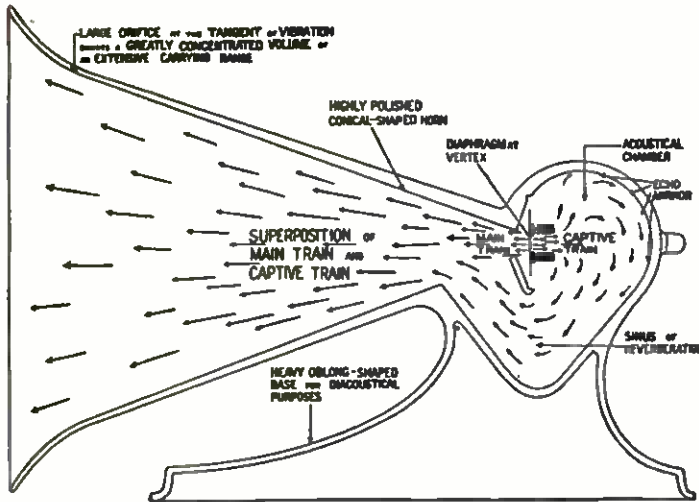 LARGE ORIFICE AT THE TANGENT OF VIBRATION
A GREATLY CONCENTRATED VOLUME OF
AN EXTENSIVE CARRYING RANGE
HIGHLY POLISHED
CONICAL-SHAPED HORN
DIAPHRAGM AT
VERTEX
ACOUSTICAL
CHAMBER
ECHO
MIRROR
SUPERPOSITION OF
MAIN TRAIN AND
CAPTIVE TRAIN
MAIN
TRAIN
CAPTIVE
TRAIN
SINUS OF
REVERBERATION
HEAVY OBLONG-SHAPED
BASE FOR DIACOUSTICAL
PURPOSES